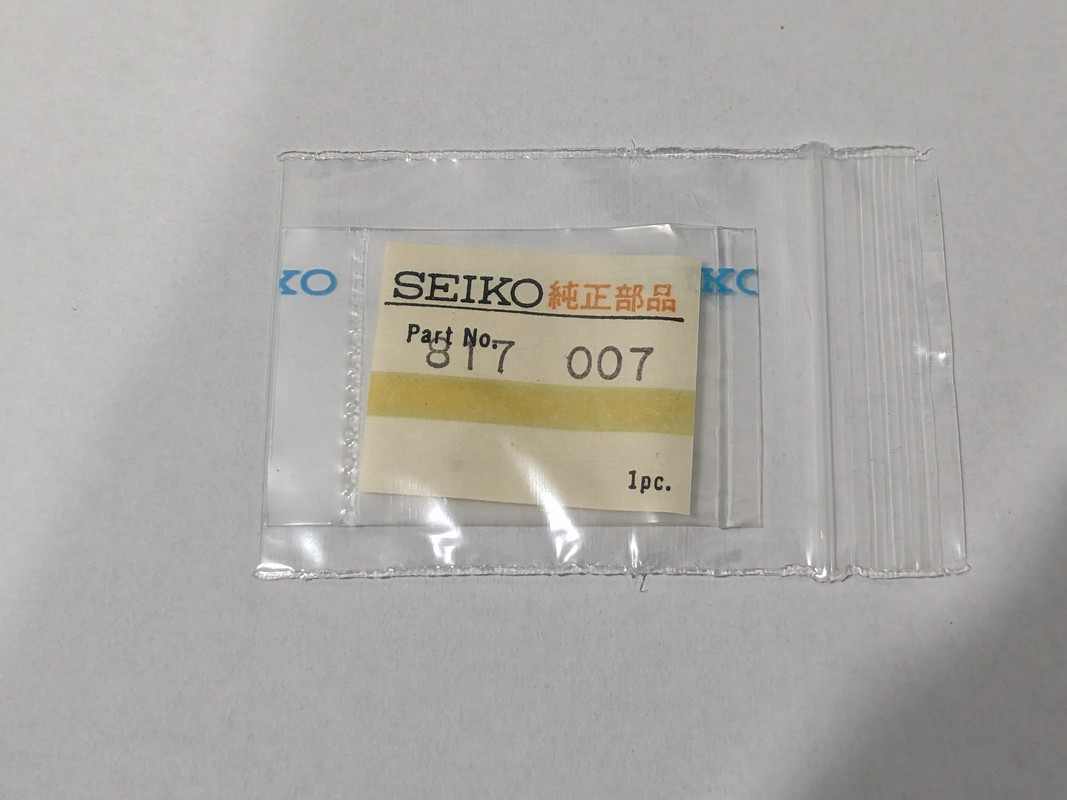 SEIKO 純正部品
Part No.
817 007
1pc.
KO
KO